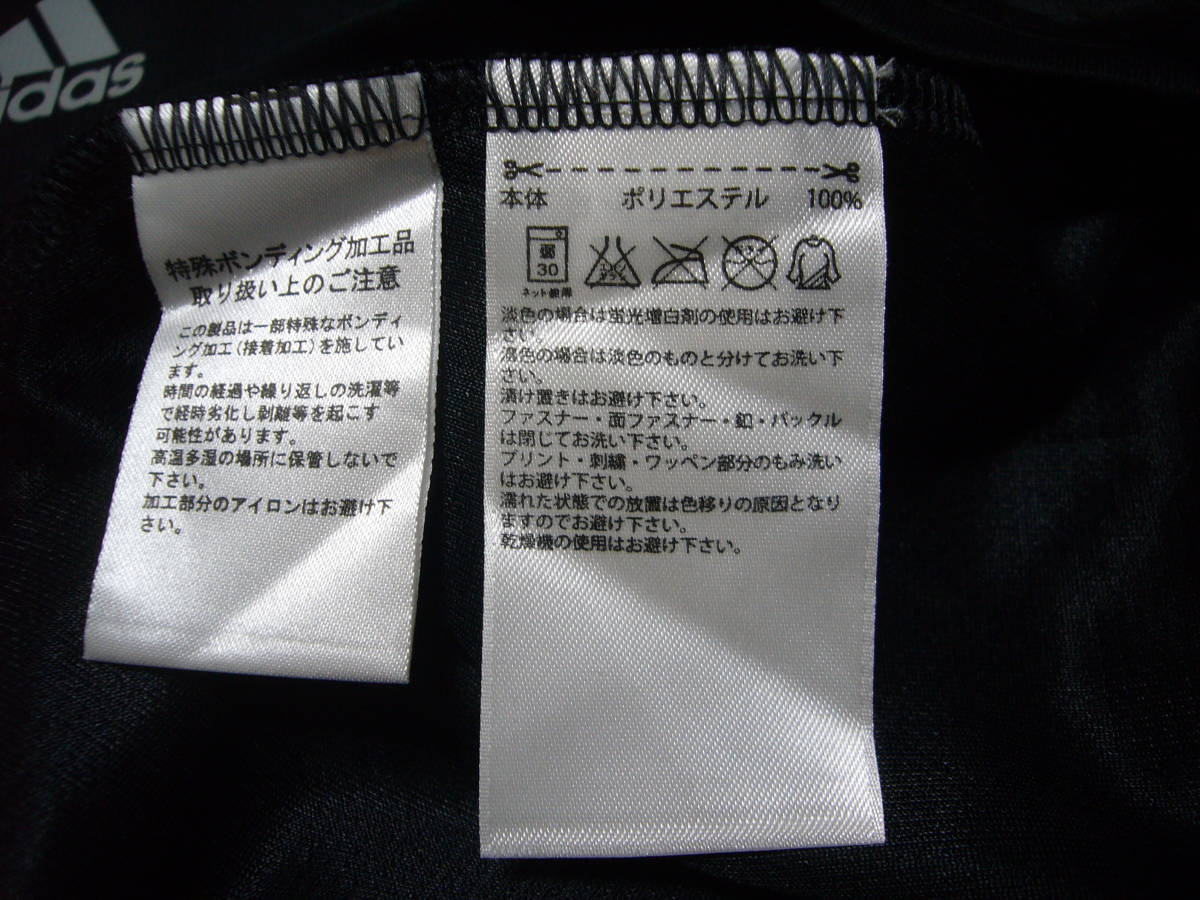 adidas
特殊ボンディング加工品
取り扱い上のご注意
この製品は一部特殊なボンディ
ング加工（接着加工）を施してい
ます。
時間の経過や繰り返しの洗濯等
で経時劣化し剥離等を起こす
可能性があります。
高温多湿の場所に保管しないで
下さい。
加工部分のアイロンはお避け下
さい。
本体 ポリエステル 100%
弱
30
ネット使用
淡色の場合は蛍光増白剤の使用はお避け下
さい。
濃色の場合は淡色のものと分けてお洗い下
さい。
漬け置きはお避け下さい。
ファスナー・面ファスナー・釦・バックル
は閉じてお洗い下さい。
プリント・刺繍・ワッペン部分のもみ洗い
はお避け下さい。
濡れた状態での放置は色移りの原因となり
ますのでお避け下さい。
乾燥機の使用はお避け下さい。